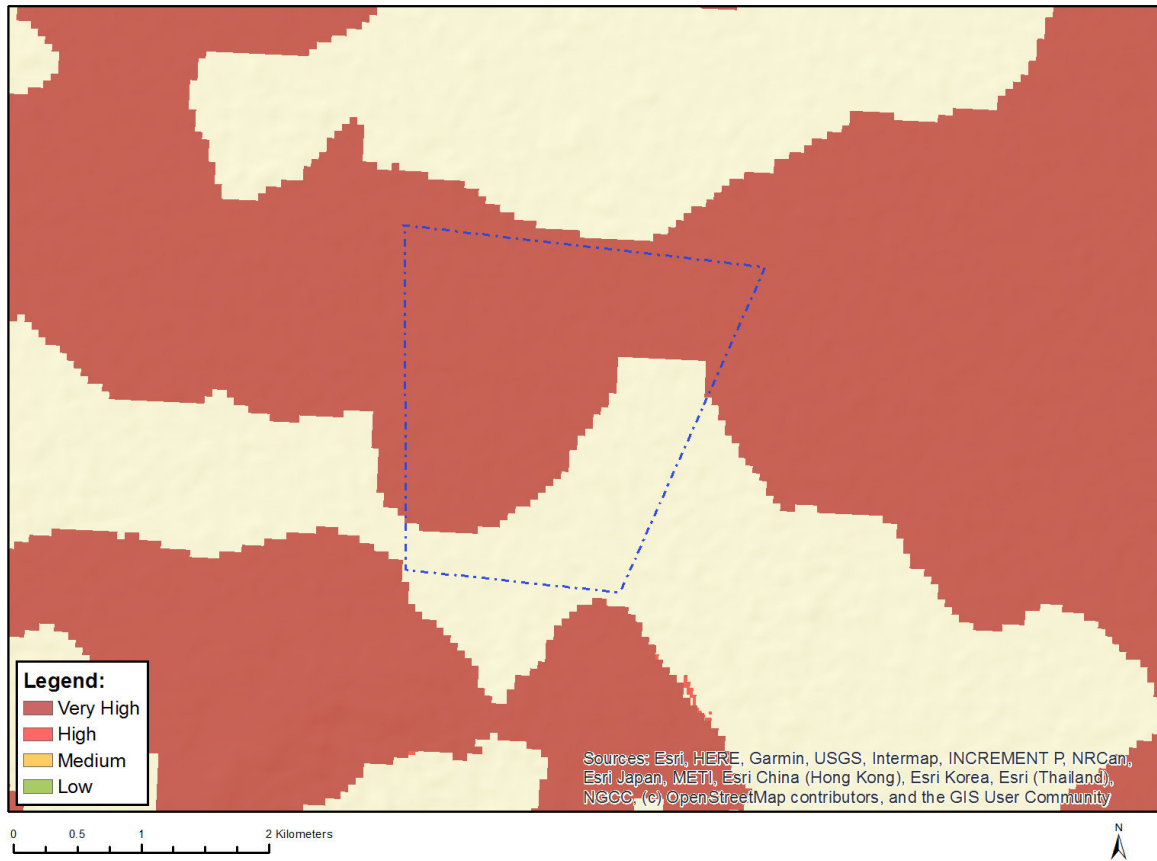 Legend:
Very High
High
Medium
Low
Sources: Esri, HERE, Garmin, USGS, Intermap, INCREMENT P, NRCan,
Esri Japan, METI, Esri China (Hong Kong), Esri Korea, Esri (Thailand),
NGCC, (c) OpenStreetMap contributors, and the GIS User Community
0 0.5 1 2 Kilometers
N